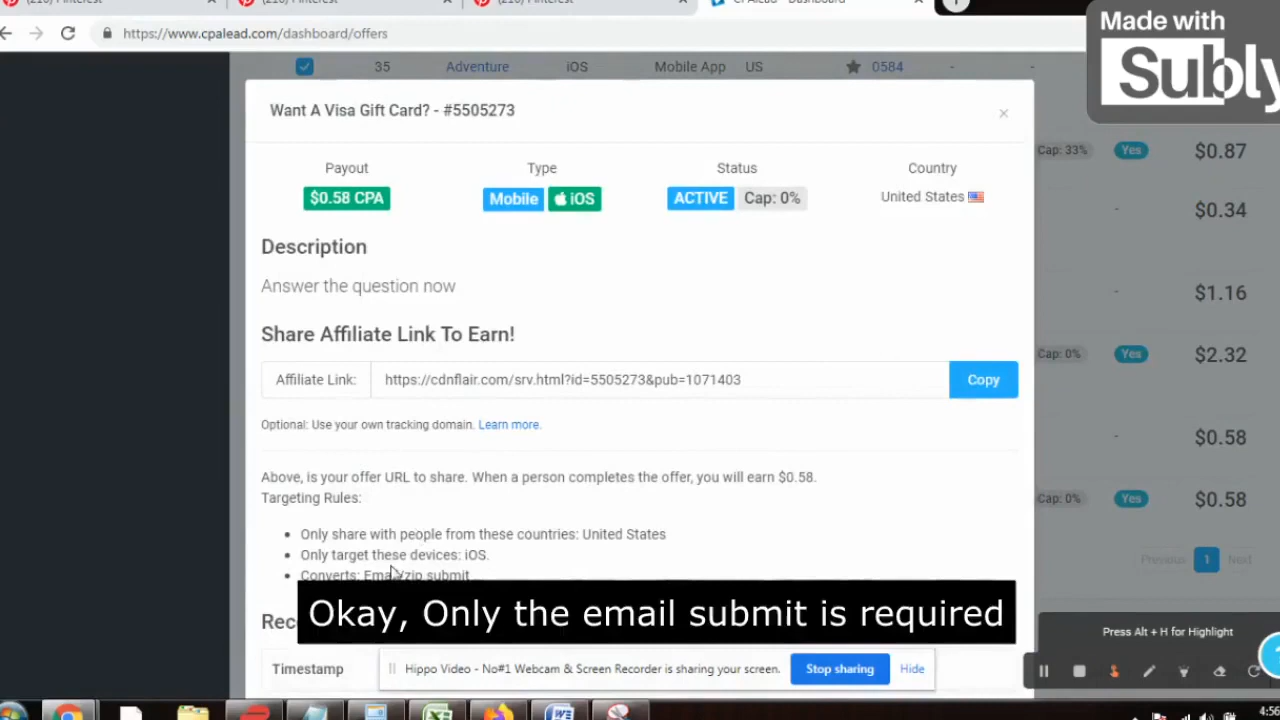 Made with
Subly
https://www.cpalead.com/dashboard/offers
35 Adventure iOS Mobile App US 0584 - -
Want A Visa Gift Card? - #5505273
×
Payout Type Status Country
$0.58 CPA Mobile iOS ACTIVE Cap: 0% United States
Description
Answer the question now
Share Affiliate Link To Earn!
Affiliate Link: https://cdnflair.com/srv.html?id=5505273&pub=1071403 Copy
Optional: Use your own tracking domain. Learn more.
Above, is your offer URL to share. When a person completes the offer, you will earn $0.58.
Targeting Rules:
Only share with people from these countries: United States
Only target these devices: iOS.
Converts: Email/zip submit
Okay, Only the email submit is required
Timestamp
Cap: 33% Yes $0.87
- $0.34
- $1.16
Cap: 0% Yes $2.32
- $0.58
Cap: 0% Yes $0.58
Previous 1 Next
Press Alt + H for Highlight
Hippo Video - No#1 Webcam & Screen Recorder is sharing your screen. Stop sharing Hide
4:56